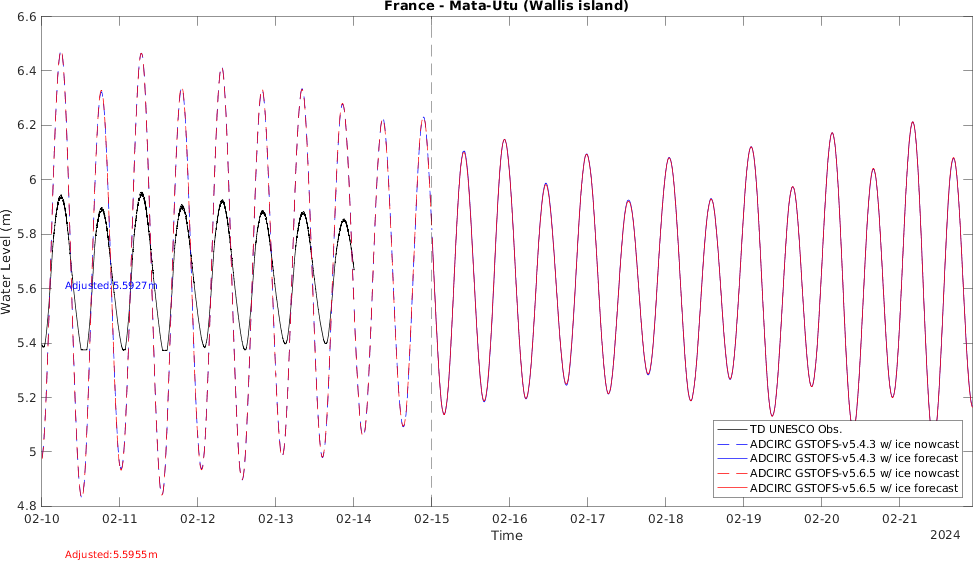 France - Mata-Utu (Wallis island)
6.6
6.4
6.2
6
5.8
5.6
5.4
5.2
5
4.8
Water Level (m)
Adjusted:5.5927m
TD UNESCO Obs.
ADCIRC GSTOFS-v5.4.3 w/ ice nowcast
ADCIRC GSTOFS-v5.4.3 w/ ice forecast
ADCIRC GSTOFS-v5.6.5 w/ ice nowcast
ADCIRC GSTOFS-v5.6.5 w/ ice forecast
02-10 02-11 02-12 02-13 02-14 02-15 02-16 02-17 02-18 02-19 02-20 02-21
Time
2024
Adjusted:5.5955m